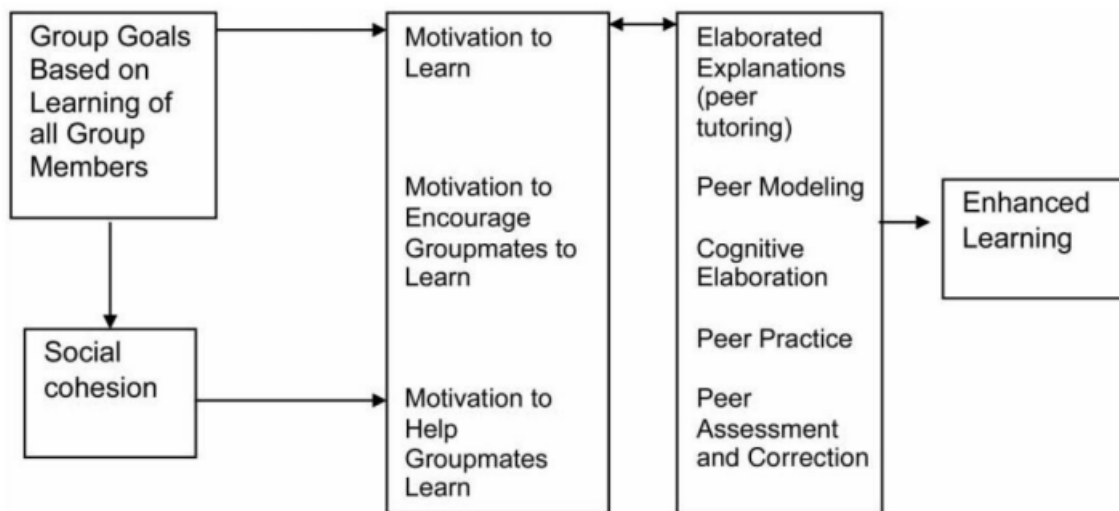 Group Goals
Based on
Learning of
all Group
Members
Social
cohesion
Motivation to
Learn
Motivation to
Encourage
Groupmates to
Learn
Motivation to
Help
Groupmates
Learn
Elaborated
Explanations
(peer
tutoring)
Peer Modeling
Cognitive
Elaboration
Peer Practice
Peer
Assessment
and Correction
Enhanced
Learning